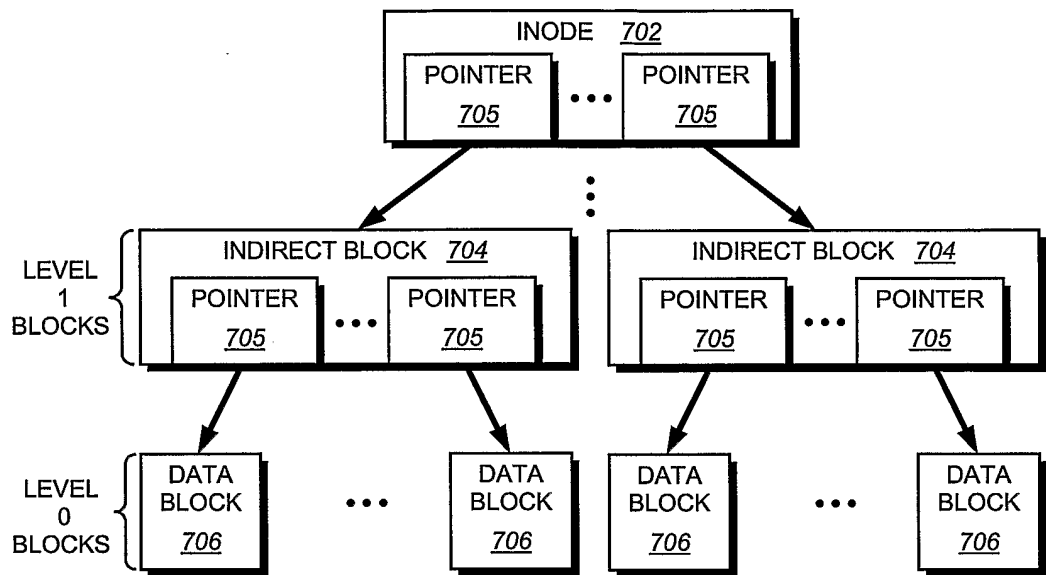 INODE 702
POINTER 705 ••• POINTER 705
LEVEL 1 BLOCKS
INDIRECT BLOCK 704
POINTER 705 ••• POINTER 705
INDIRECT BLOCK 704
POINTER 705 ••• POINTER 705
LEVEL 0 BLOCKS
DATA BLOCK 706
•••
DATA BLOCK 706
DATA BLOCK 706
•••
DATA BLOCK 706